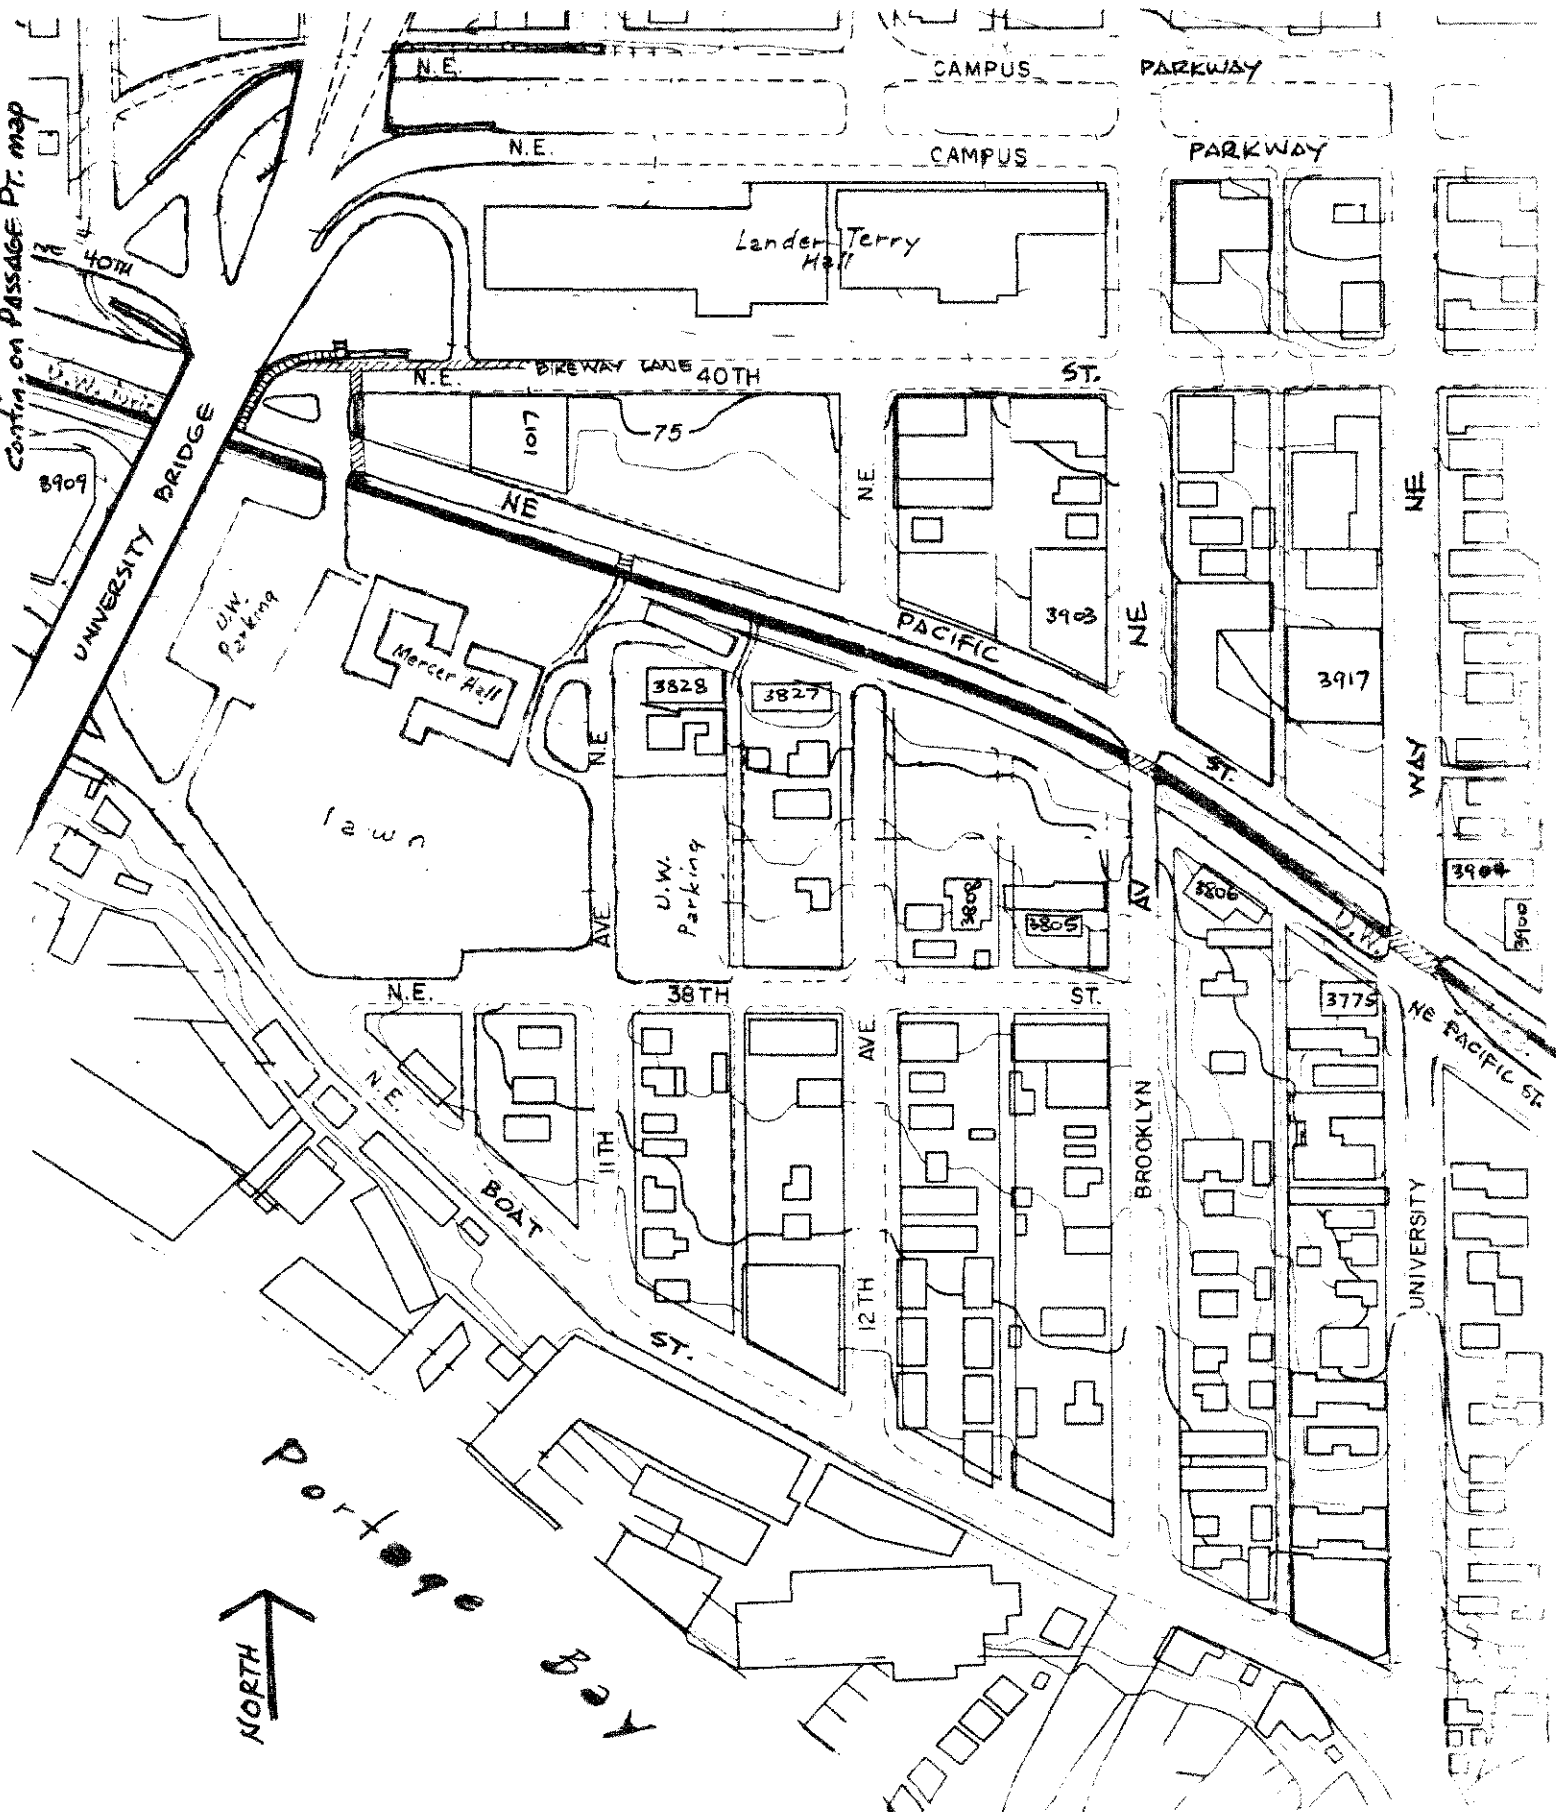 N.E.
CAMPUS PARKWAY
N.E.
CAMPUS PARKWAY
Contin. on PASSAGE PT. map
40TH
Lander-Terry
Hall
BIKEWAY LANE
N.E. 40TH ST.
U.W.
3909
UNIVERSITY BRIDGE
1017
75
NE PACIFIC ST.
N.E.
NE
NE
WAY
U.W.
Parking
Mercer Hall
3828
3827
3903
3917
N.E.
AVE.
lawn
U.W.
Parking
3808
3805
AV
3806
3904
3900
U.W.
3775
NE PACIFIC ST.
N.E. 38TH ST.
AVE.
N.E.
BOAT
ST.
11TH
12TH
BROOKLYN
UNIVERSITY
Portage Bay
NORTH